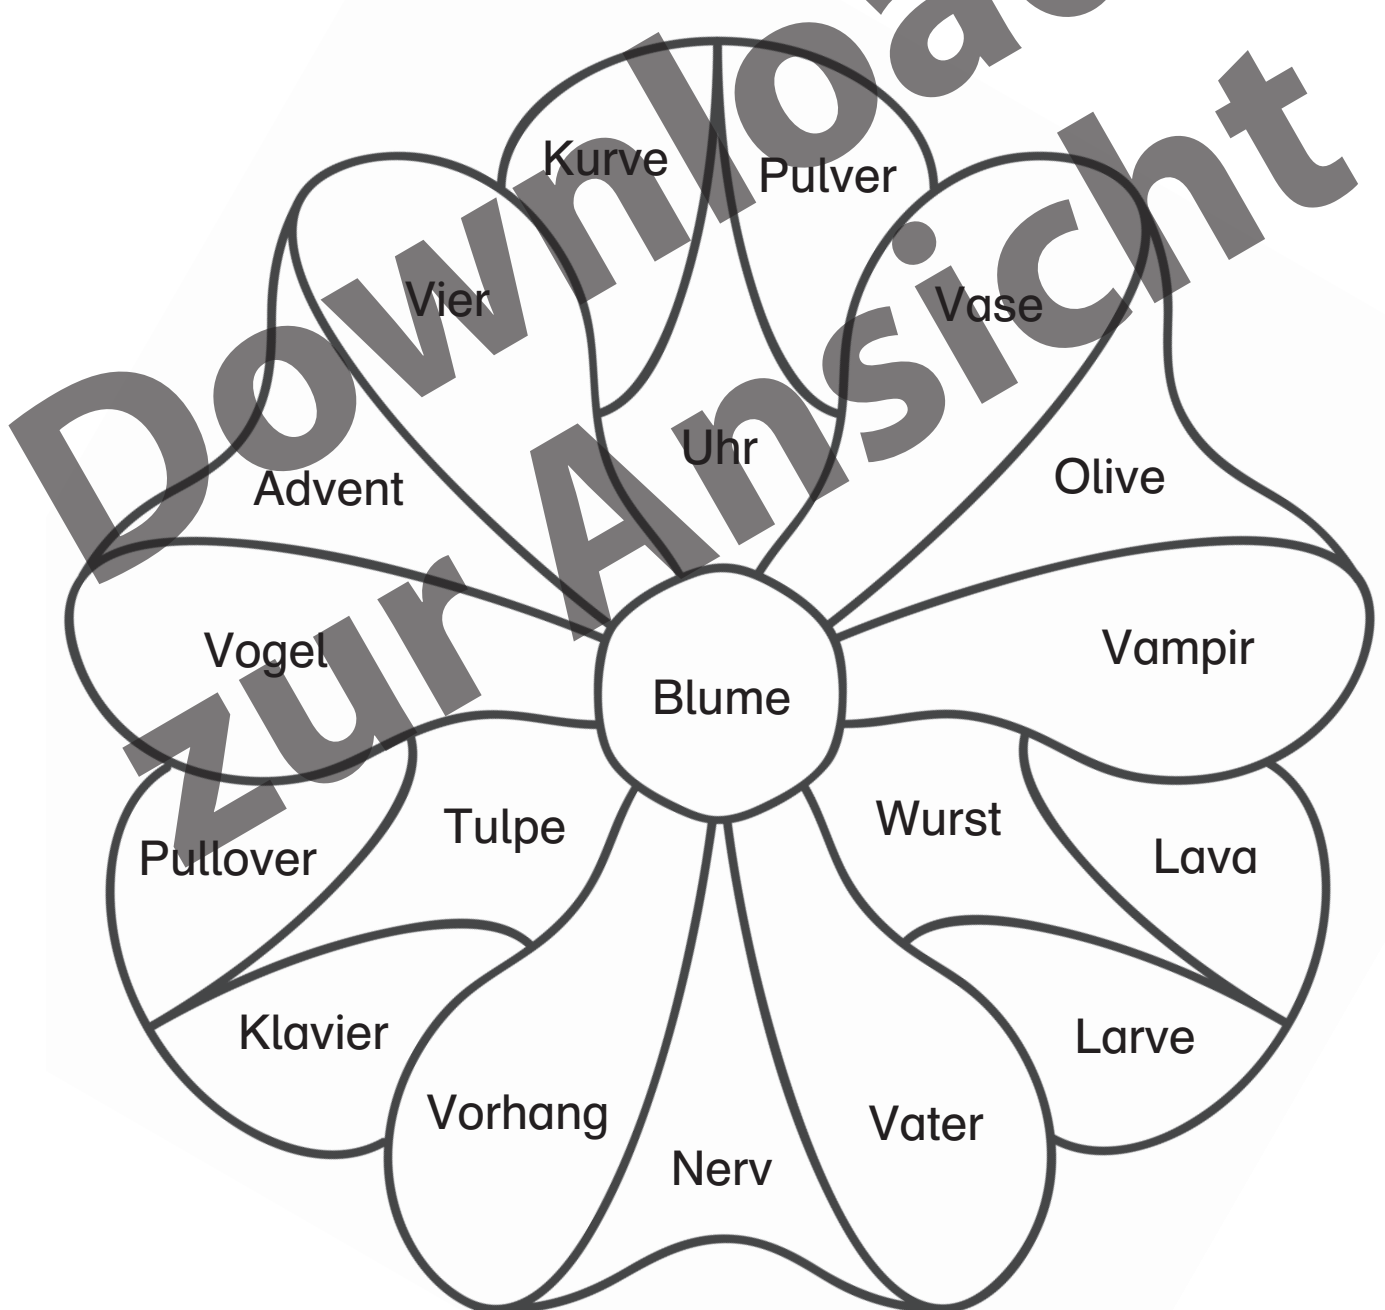 Download
zur Ansicht
Kurve
Pulver
Vier
Vase
Uhr
Advent
Olive
Vogel
Vampir
Blume
Tulpe
Wurst
Pullover
Lava
Klavier
Larve
Vorhang
Vater
Nerv